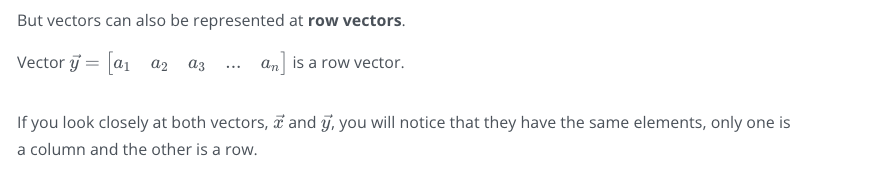 But vectors can also be represented at row vectors.
Vector y⃗ = [a₁ a₂ a₃ ... aₙ] is a row vector.
If you look closely at both vectors, x⃗ and y⃗, you will notice that they have the same elements, only one is
a column and the other is a row.